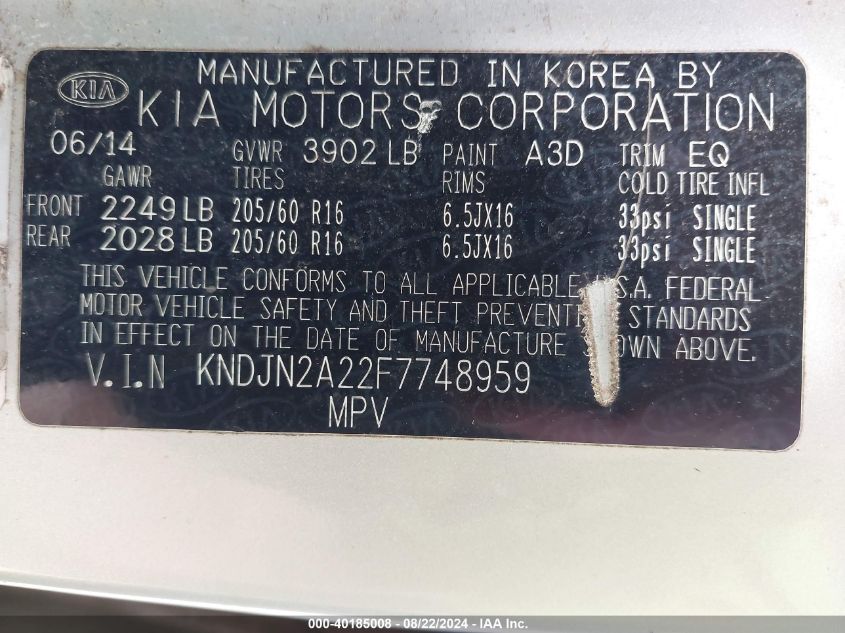 MANUFACTURED IN KOREA BY
KIA
KIA MOTORS CORPORATION
06/14 GVWR 3902 LB PAINT A3D TRIM EQ
GAWR TIRES RIMS COLD TIRE INFL
FRONT 2249 LB 205/60 R16 6.5JX16 33psi SINGLE
REAR 2028 LB 205/60 R16 6.5JX16 33psi SINGLE
THIS VEHICLE CONFORMS TO ALL APPLICABLE FEDERAL
MOTOR VEHICLE SAFETY AND THEFT STANDARDS
IN EFFECT ON THE DATE OF MANUFACTURE ABOVE.
V.I.N KNDJN2A22F7748959
MPV
000-40185008 - 08/22/2024 - IAA Inc.